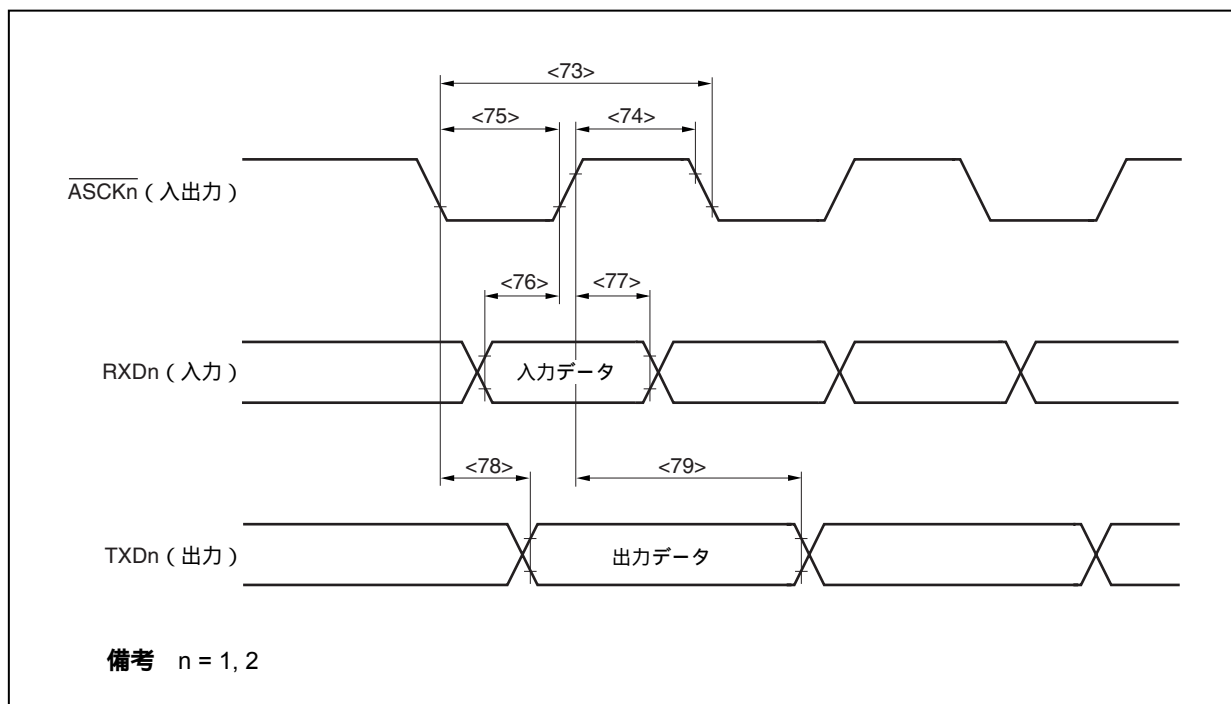 <73>
<75>
<74>
ASCKn（入出力）
<76>
<77>
RXDn（入力）
入力データ
<78>
<79>
TXDn（出力）
出力データ
備考 n = 1, 2